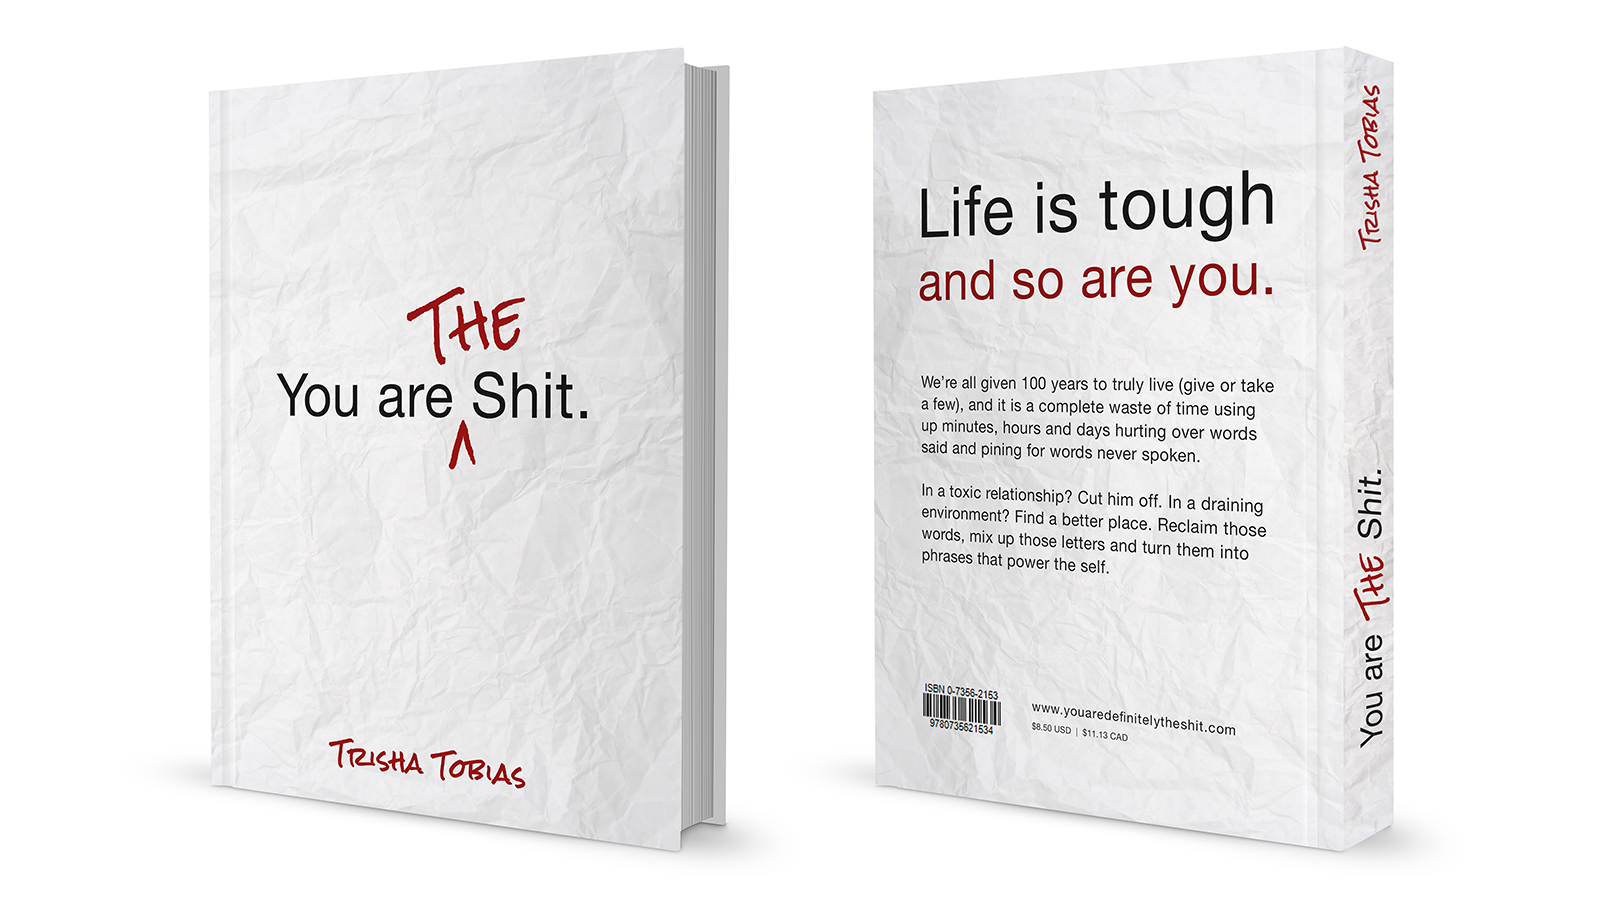 THE
You are Shit.
Trisha Tobias
Life is tough
and so are you.
We're all given 100 years to truly live (give or take
a few), and it is a complete waste of time using
up minutes, hours and days hurting over words
said and pining for words never spoken.
In a toxic relationship? Cut him off. In a draining
environment? Find a better place. Reclaim those
words, mix up those letters and turn them into
phrases that power the self.
ISBN 0-7356-2153
9780735621534
www.youaredefinitelytheshit.com
$8.50 USD | $11.13 CAD
Trisha Tobias
You are THE Shit.